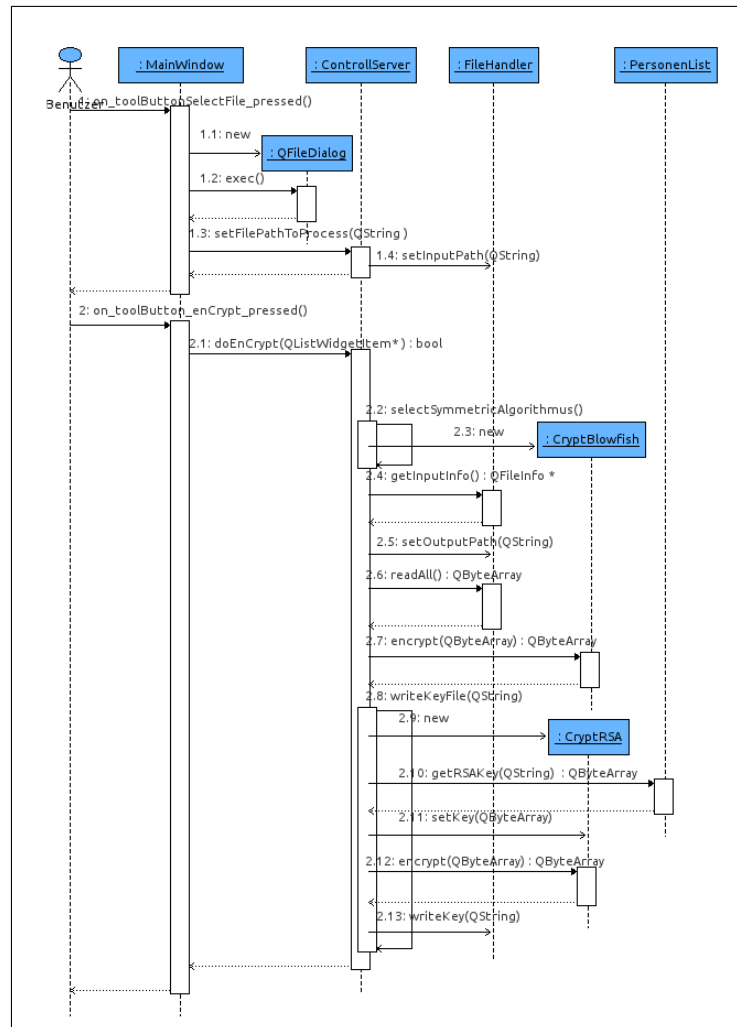 : MainWindow
: ControllServer
: FileHandler
: PersonenList
Benutzer
1: on_toolButtonSelectFile_pressed()
1.1: new
: QFileDialog
1.2: exec()
1.3: setFilePathToProcess(QString )
1.4: setInputPath(QString)
2: on_toolButton_enCrypt_pressed()
2.1: doEnCrypt(QListWidgetItem* ) : bool
2.2: selectSymmetricAlgorithmus()
2.3: new
: CryptBlowfish
2.4: getInputInfo() : QFileInfo *
2.5: setOutputPath(QString)
2.6: readAll() : QByteArray
2.7: encrypt(QByteArray) : QByteArray
2.8: writeKeyFile(QString)
2.9: new
: CryptRSA
2.10: getRSAKey(QString) : QByteArray
2.11: setKey(QByteArray)
2.12: encrypt(QByteArray) : QByteArray
2.13: writeKey(QString)